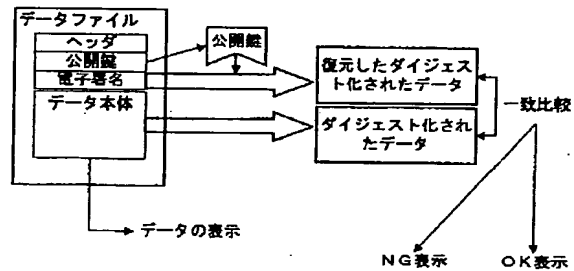 データファイル
ヘッダ
公開鍵
電子署名
データ本体
公開鍵
復元したダイジェス
ト化されたデータ
ダイジェスト化され
たデータ
一致比較
データの表示
NG表示
OK表示